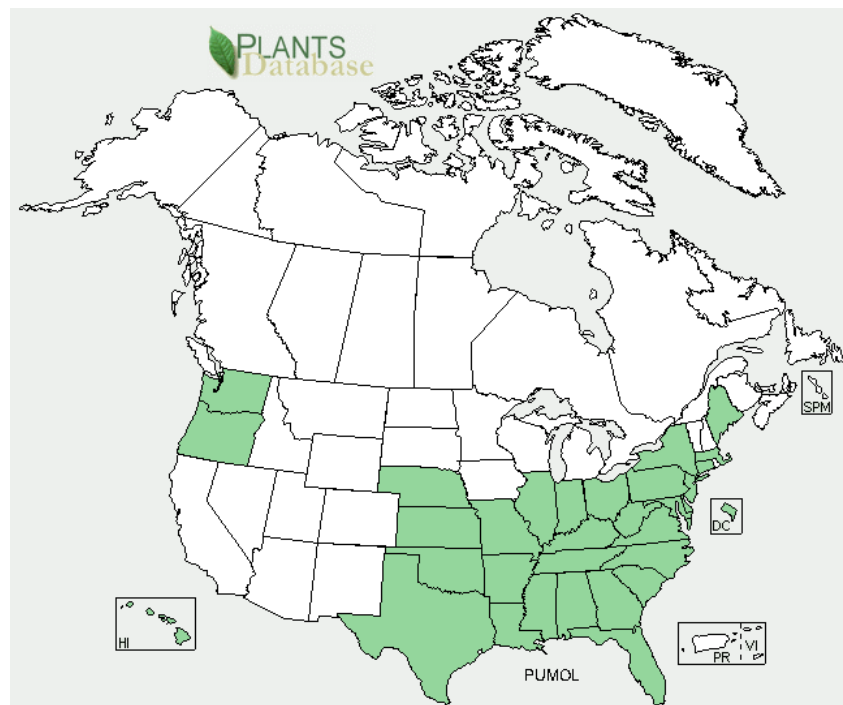 PLANTS
Database
SPM
DC
HI
PR
VI
PUMOL